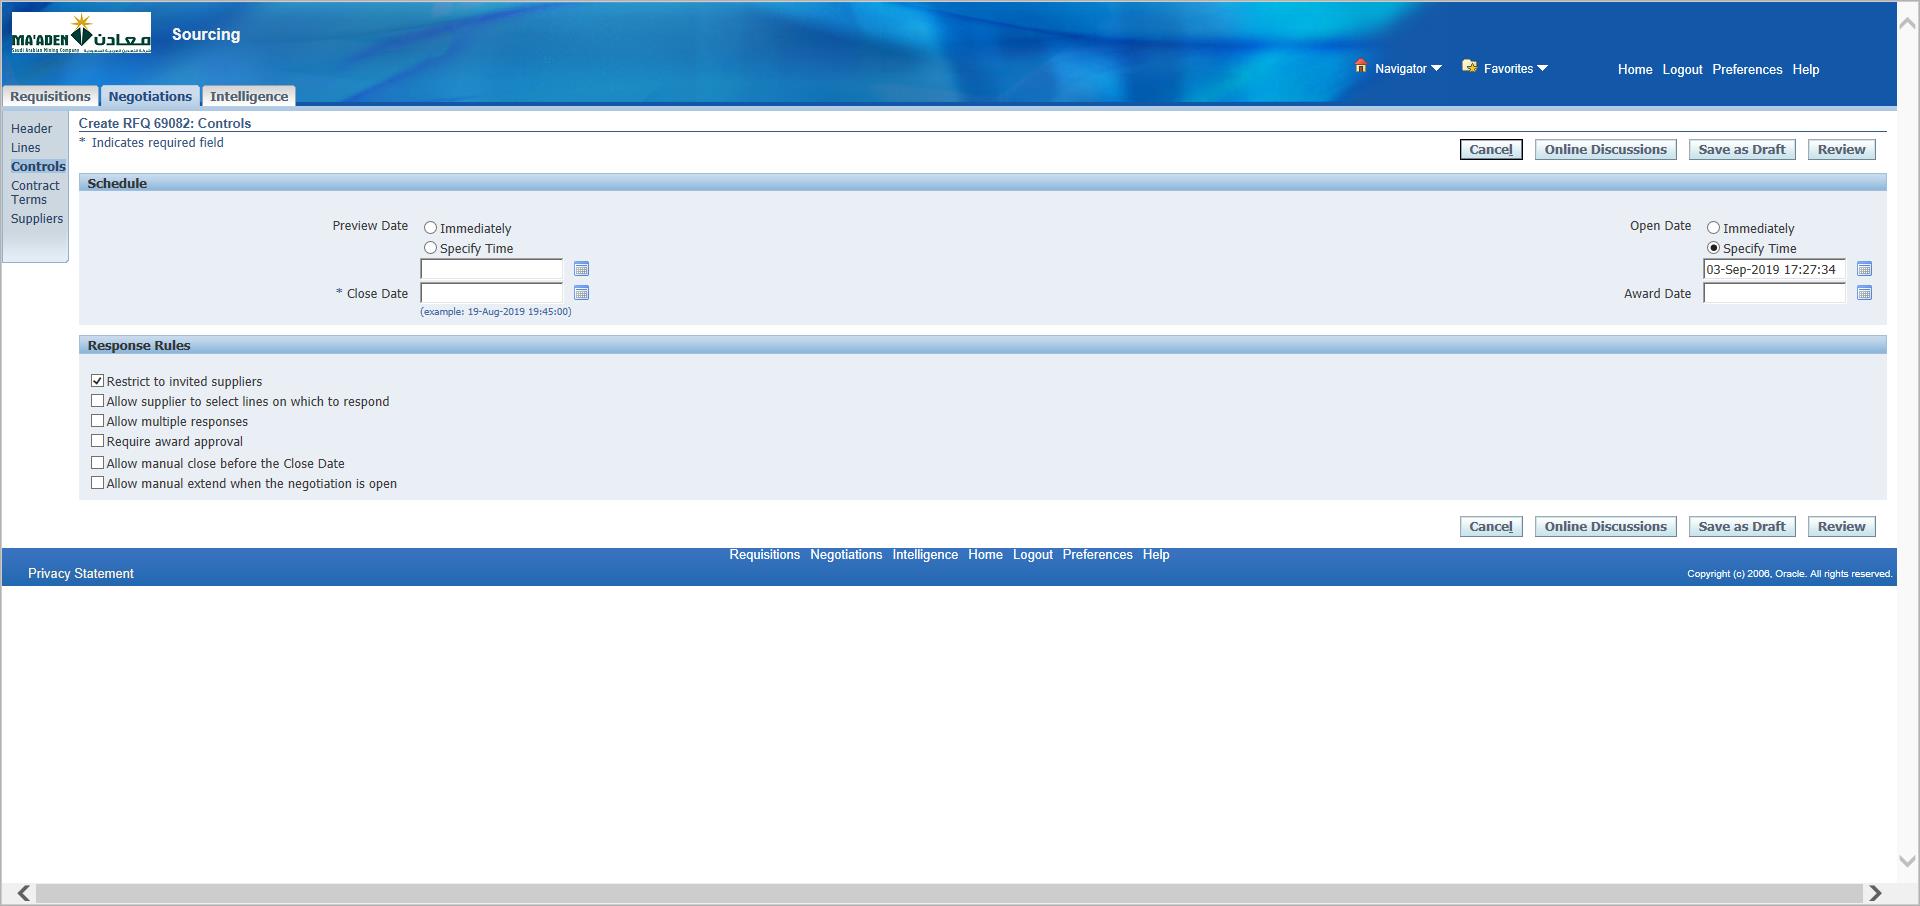 MA'ADEN معادن
Saudi Arabian Mining Company
Sourcing
Navigator Favorites Home Logout Preferences Help
Requisitions Negotiations Intelligence
Header
Lines
Controls
Contract
Terms
Suppliers
Create RFQ 69082: Controls
* Indicates required field
Cancel Online Discussions Save as Draft Review
Schedule
Preview Date Immediately Open Date Immediately
Specify Time Specify Time
03-Sep-2019 17:27:34
* Close Date Award Date
(example: 19-Aug-2019 19:45:00)
Response Rules
Restrict to invited suppliers
Allow supplier to select lines on which to respond
Allow multiple responses
Require award approval
Allow manual close before the Close Date
Allow manual extend when the negotiation is open
Cancel Online Discussions Save as Draft Review
Requisitions Negotiations Intelligence Home Logout Preferences Help
Privacy Statement
Copyright (c) 2006, Oracle. All rights reserved.